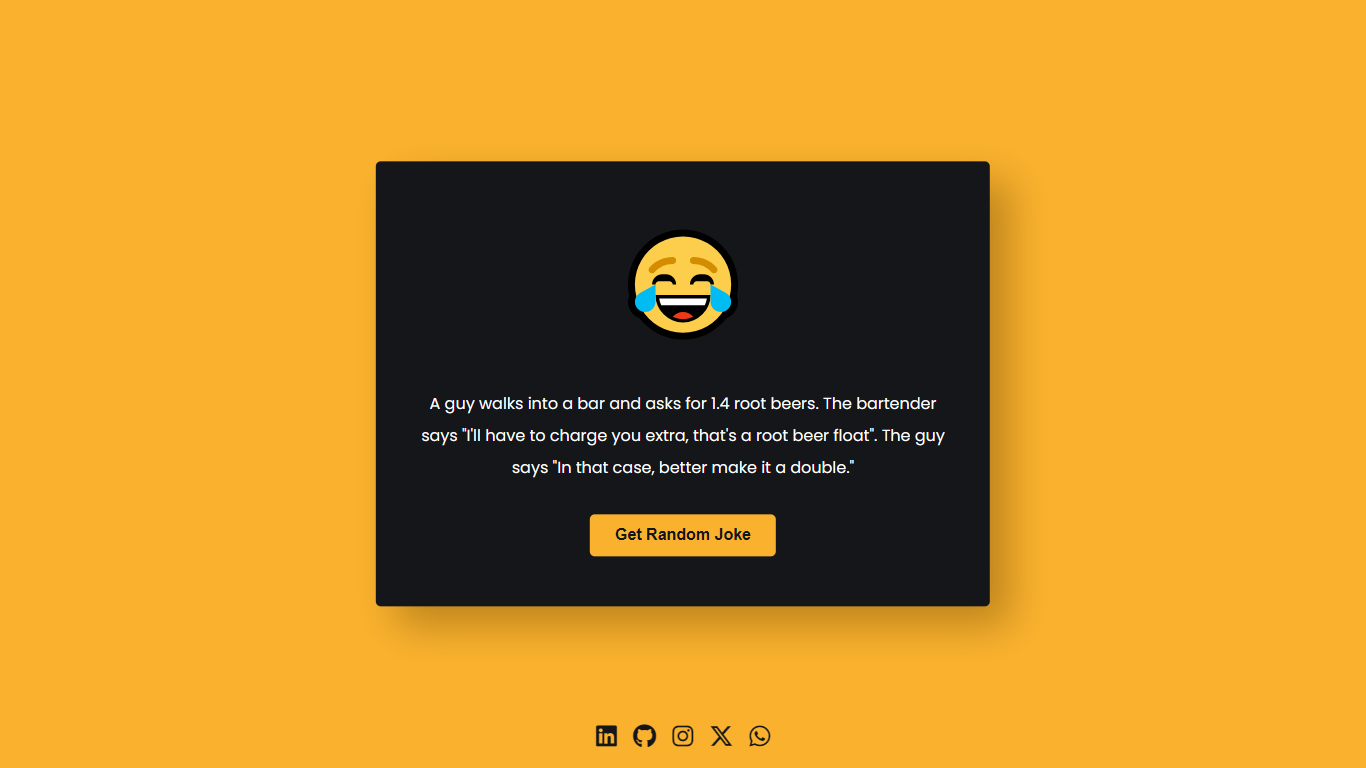 A guy walks into a bar and asks for 1.4 root beers. The bartender
says "I'll have to charge you extra, that's a root beer float". The guy
says "In that case, better make it a double."
Get Random Joke